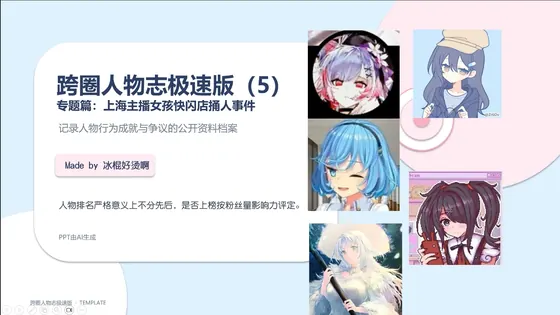 跨圈人物志极速版（5）
专题篇：上海主播女孩快闪店捅人事件
记录人物行为成就与争议的公开资料档案
Made by 冰棍好烫啊
人物排名严格意义上不分先后，是否上榜按粉丝量影响力评定。
PPT由AI生成
跨圈人物志极速版 · TEMPLATE